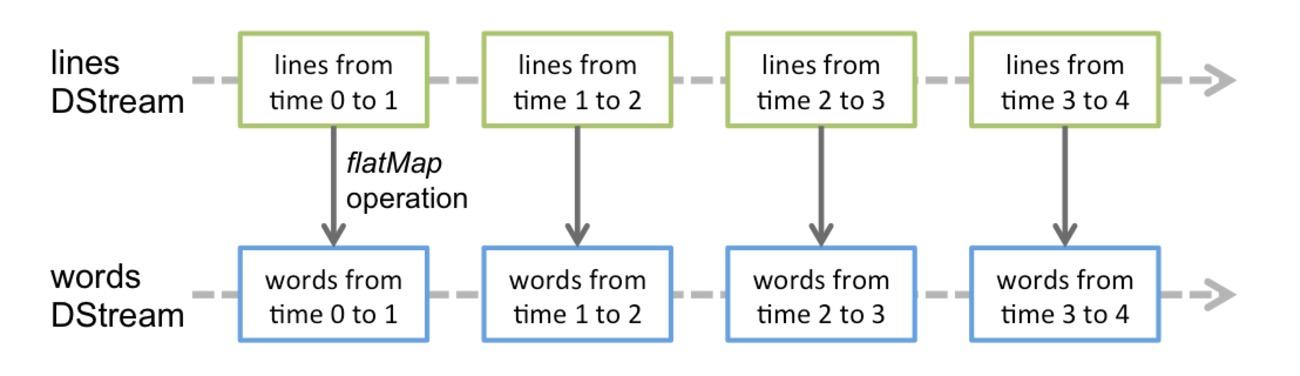 lines
DStream
lines from
time 0 to 1
lines from
time 1 to 2
lines from
time 2 to 3
lines from
time 3 to 4
flatMap
operation
words
DStream
words from
time 0 to 1
words from
time 1 to 2
words from
time 2 to 3
words from
time 3 to 4